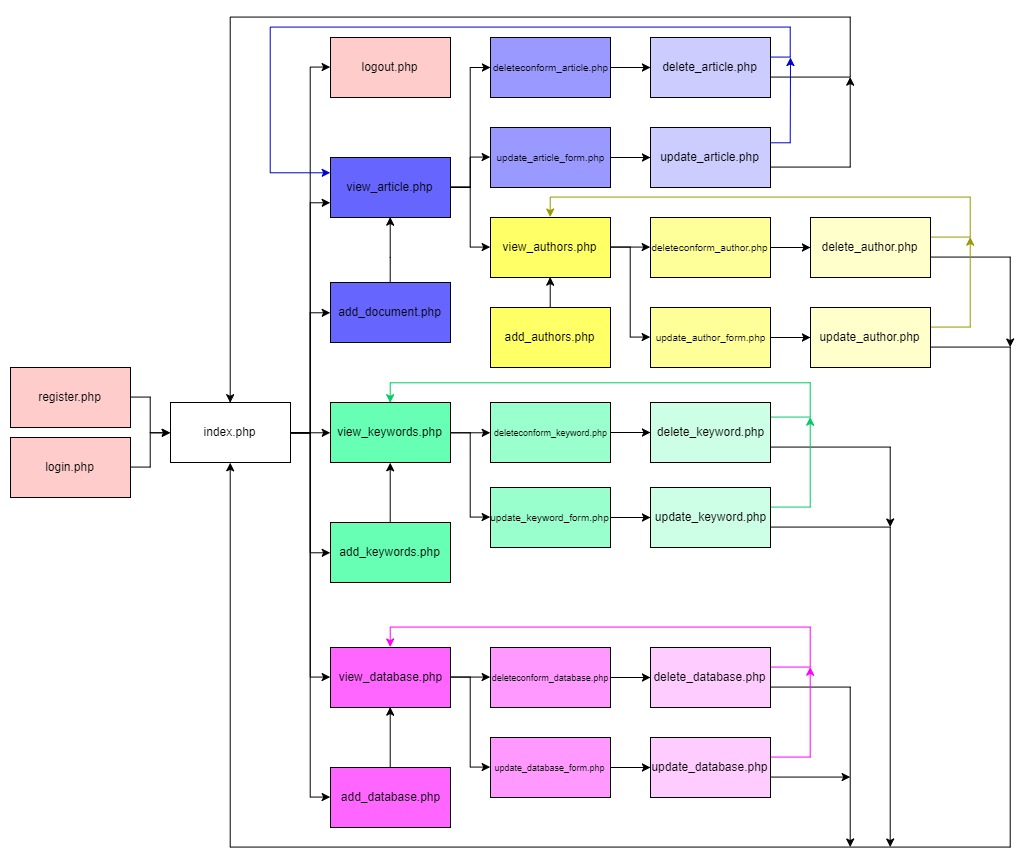 logout.php
deleteconform_article.php
delete_article.php
update_article_form.php
update_article.php
view_article.php
view_authors.php
deleteconform_author.php
delete_author.php
add_document.php
add_authors.php
update_author_form.php
update_author.php
register.php
login.php
index.php
view_keywords.php
deleteconform_keyword.php
delete_keyword.php
update_keyword_form.php
update_keyword.php
add_keywords.php
view_database.php
deleteconform_database.php
delete_database.php
update_database_form.php
update_database.php
add_database.php